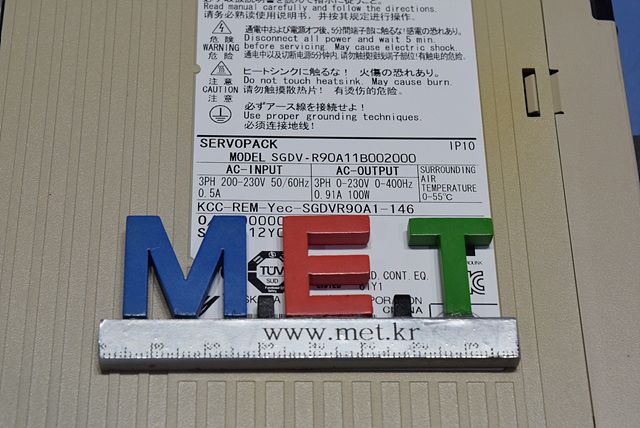 Read manual carefully and follow the directions.
请务必熟读使用说明书，并按其规定进行操作.
危険
WARNING
危险
通電中および電源オフ後、5分間端子部に触るな! 感電の恐れあり。
Disconnect all power and wait 5 min.
before servicing. May cause electric shock.
通电中以及切断电源5分钟内，请勿触摸接线端子部位! 有触电的危险.
注意
CAUTION
注意
ヒートシンクに触るな! 火傷の恐れあり。
Do not touch heatsink. May cause burn.
请勿触摸散热片! 有烫伤的危险.
必ずアース線を接続せよ!
Use proper grounding techniques.
必须连接地线!
SERVOPACK IP10
MODEL SGDV-R90A11B002000
AC-INPUT AC-OUTPUT SURROUNDING AIR TEMPERATURE 0-55℃
3PH 200-230V 50/60Hz 3PH 0-230V 0-400Hz
0.5A 0.91A 100W
KCC-REM-Yec-SGDVR90A1-146
M.E.T
TÜV
SUD
D. CONT. EQ.
61Y1
www.met.kr